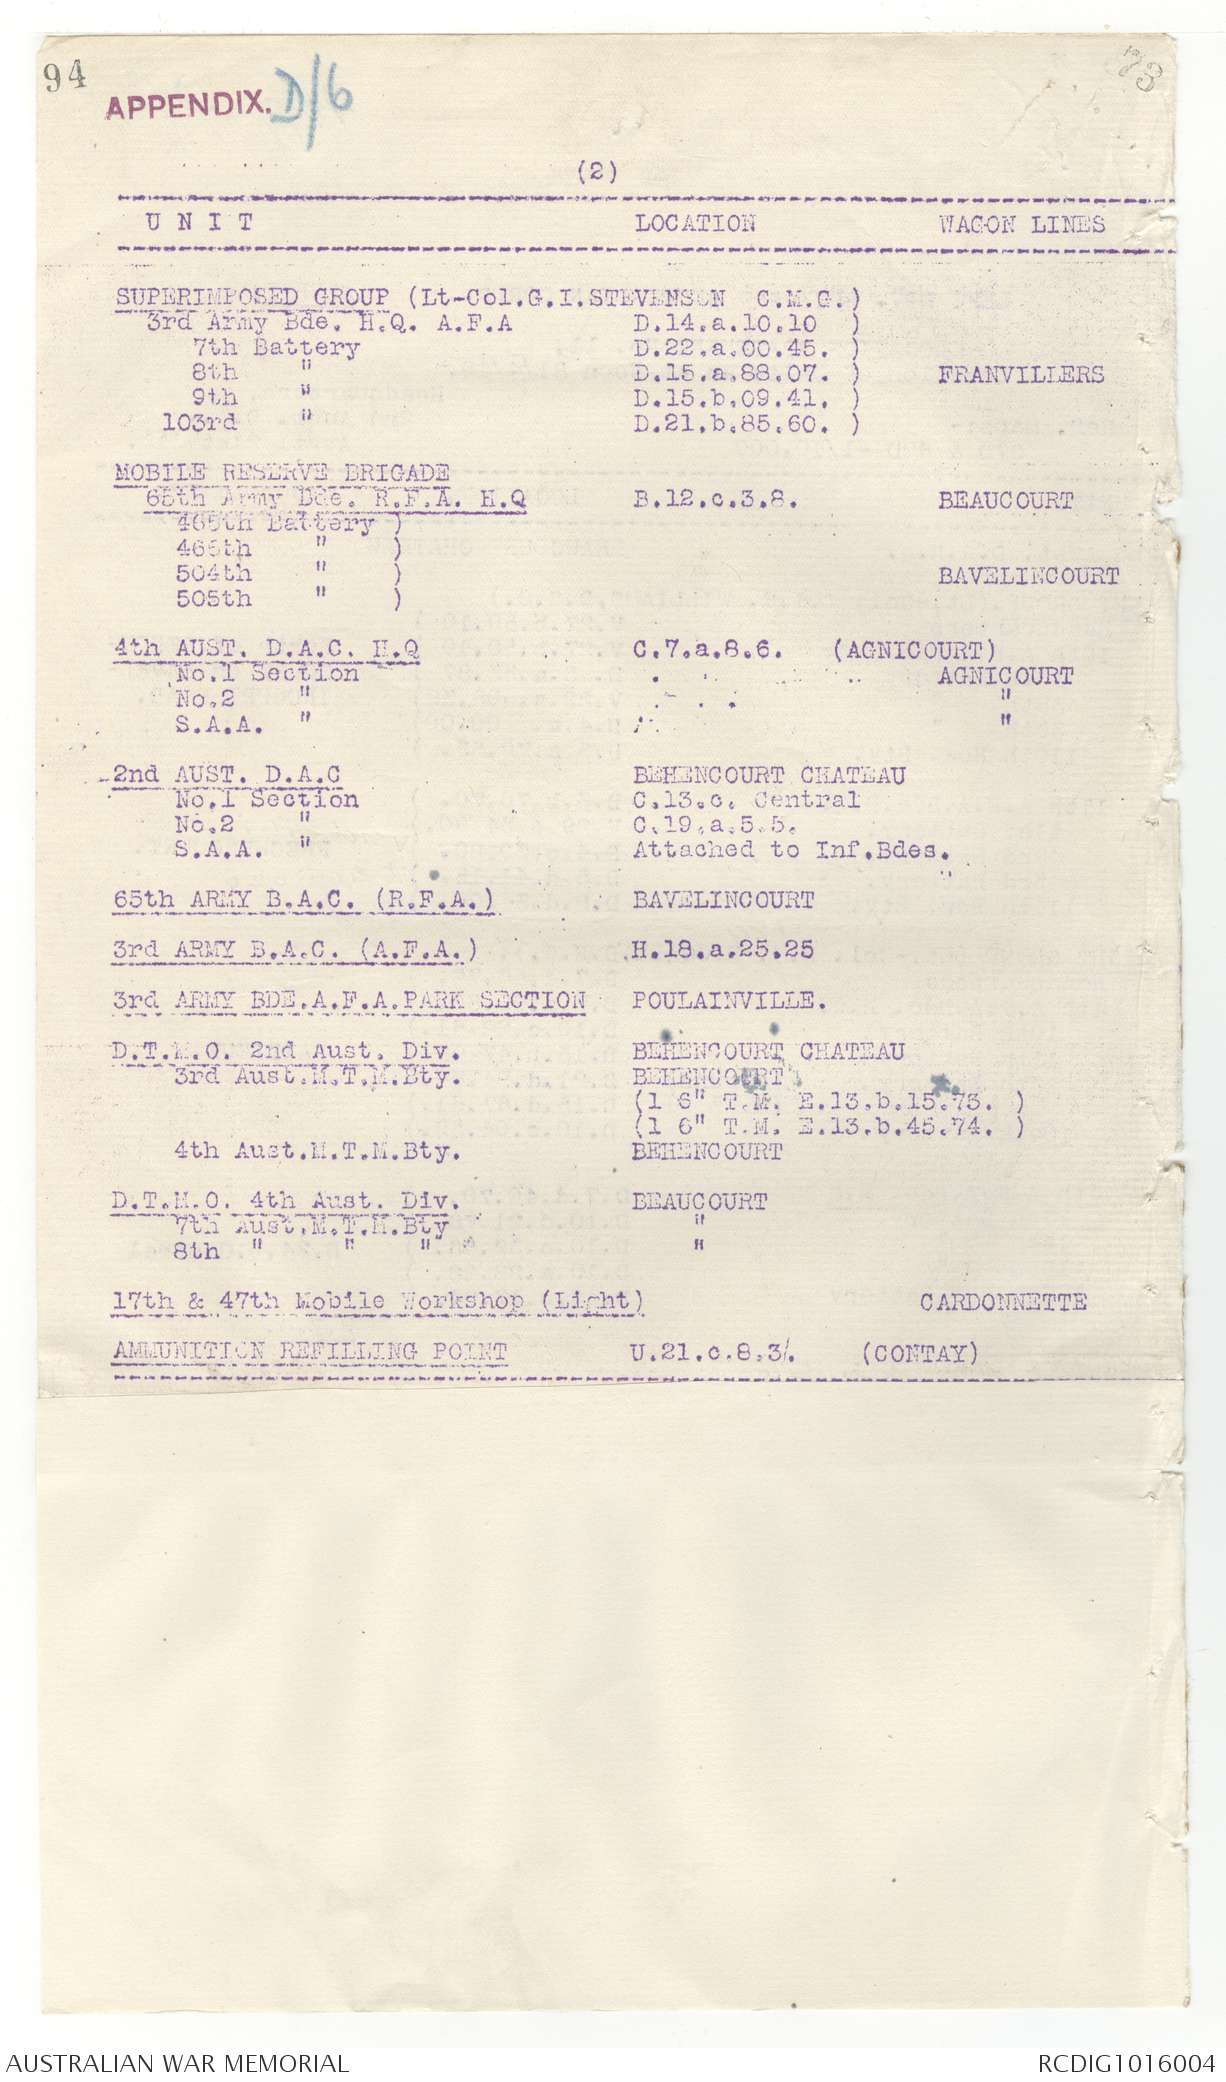 94
73
APPENDIX. D/6
(2)
U N I T LOCATION WAGON LINES
SUPERIMPOSED GROUP (Lt-Col.G.I.STEVENSON C.M.G.)
3rd Army Bde. H.Q. A.F.A D.14.a.10.10 )
7th Battery D.22.a.00.45. )
8th " D.15.a.88.07. ) FRANVILLERS
9th " D.15.b.09.41. )
103rd " D.21.b.85.60. )
MOBILE RESERVE BRIGADE
65th Army Bde. R.F.A. H.Q B.12.c.3.8. BEAUCOURT
465th Battery )
466th " )
504th " ) BAVELINCOURT
505th " )
4th AUST. D.A.C. H.Q C.7.a.8.6. (AGNICOURT)
No.1 Section AGNICOURT
No.2 " "
S.A.A. " "
2nd AUST. D.A.C BEHENCOURT CHATEAU
No.1 Section C.13.c. Central
No.2 " C.19.a.5.5.
S.A.A. " Attached to Inf.Bdes.
65th ARMY B.A.C. (R.F.A.) BAVELINCOURT
3rd ARMY B.A.C. (A.F.A.) H.18.a.25.25
3rd ARMY BDE.A.F.A.PARK SECTION POULAINVILLE.
D.T.M.O. 2nd Aust. Div. BEHENCOURT CHATEAU
3rd Aust.M.T.M.Bty. BEHENCOURT
(1 6" T.M. E.13.b.15.73. )
(1 6" T.M. E.13.b.45.74. )
4th Aust.M.T.M.Bty. BEHENCOURT
D.T.M.O. 4th Aust. Div. BEAUCOURT
7th Aust.M.T.M.Bty "
8th " " " " "
17th & 47th Mobile Workshop (Light) CARDONNETTE
AMMUNITION REFILLING POINT U.21.c.8.3. (CONTAY)
AUSTRALIAN WAR MEMORIAL RCDIG1016004